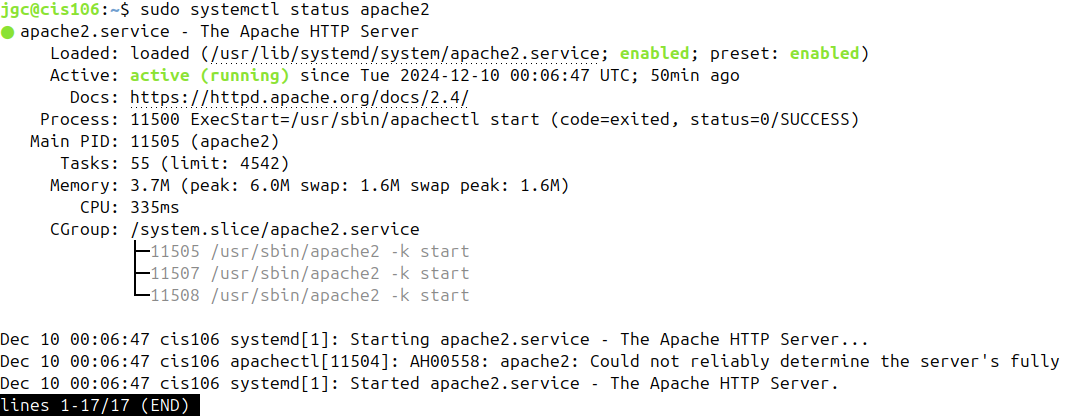 jgc@cis106:~$ sudo systemctl status apache2
● apache2.service - The Apache HTTP Server
     Loaded: loaded (/usr/lib/systemd/system/apache2.service; enabled; preset: enabled)
     Active: active (running) since Tue 2024-12-10 00:06:47 UTC; 50min ago
       Docs: https://httpd.apache.org/docs/2.4/
    Process: 11500 ExecStart=/usr/sbin/apachectl start (code=exited, status=0/SUCCESS)
   Main PID: 11505 (apache2)
      Tasks: 55 (limit: 4542)
     Memory: 3.7M (peak: 6.0M swap: 1.6M swap peak: 1.6M)
        CPU: 335ms
     CGroup: /system.slice/apache2.service
             ├─11505 /usr/sbin/apache2 -k start
             ├─11507 /usr/sbin/apache2 -k start
             └─11508 /usr/sbin/apache2 -k start

Dec 10 00:06:47 cis106 systemd[1]: Starting apache2.service - The Apache HTTP Server...
Dec 10 00:06:47 cis106 apachectl[11504]: AH00558: apache2: Could not reliably determine the server's fully
Dec 10 00:06:47 cis106 systemd[1]: Started apache2.service - The Apache HTTP Server.
lines 1-17/17 (END)